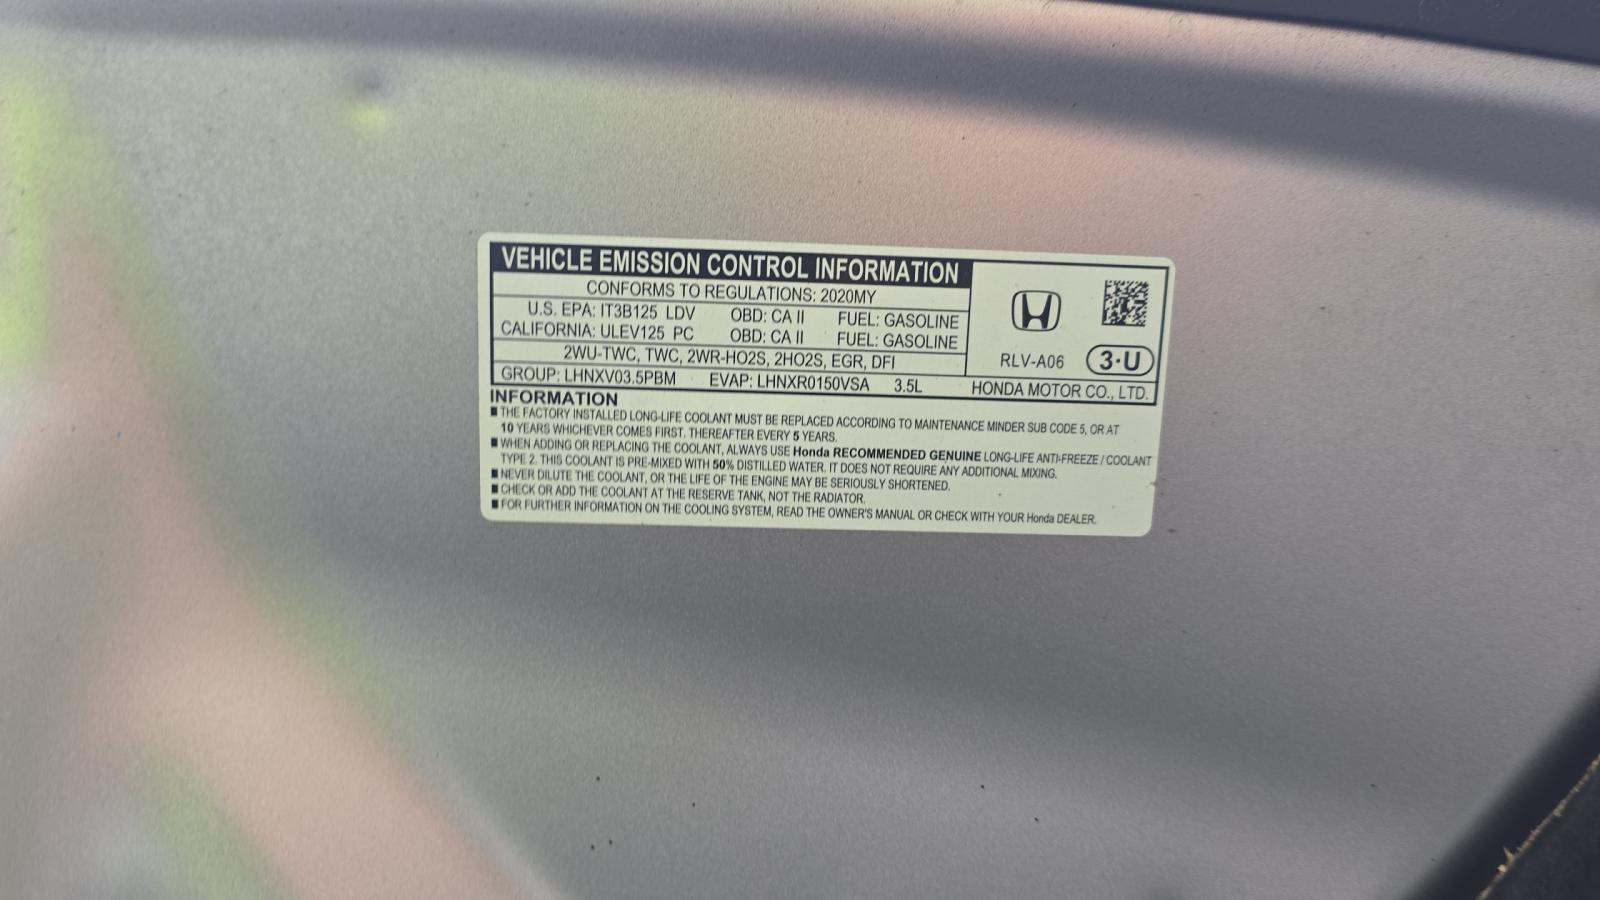 VEHICLE EMISSION CONTROL INFORMATION
CONFORMS TO REGULATIONS: 2020MY
U.S. EPA: IT3B125 LDV OBD: CA II FUEL: GASOLINE
CALIFORNIA: ULEV125 PC OBD: CA II FUEL: GASOLINE
2WU-TWC, TWC, 2WR-HO2S, 2HO2S, EGR, DFI
RLV-A06 3·U
GROUP: LHNXV03.5PBM EVAP: LHNXR0150VSA 3.5L HONDA MOTOR CO., LTD.
INFORMATION
■ THE FACTORY INSTALLED LONG-LIFE COOLANT MUST BE REPLACED ACCORDING TO MAINTENANCE MINDER SUB CODE 5, OR AT
10 YEARS WHICHEVER COMES FIRST. THEREAFTER EVERY 5 YEARS.
■ WHEN ADDING OR REPLACING THE COOLANT, ALWAYS USE Honda RECOMMENDED GENUINE LONG-LIFE ANTI-FREEZE / COOLANT
TYPE 2. THIS COOLANT IS PRE-MIXED WITH 50% DISTILLED WATER. IT DOES NOT REQUIRE ANY ADDITIONAL MIXING.
■ NEVER DILUTE THE COOLANT, OR THE LIFE OF THE ENGINE MAY BE SERIOUSLY SHORTENED.
■ CHECK OR ADD THE COOLANT AT THE RESERVE TANK, NOT THE RADIATOR.
■ FOR FURTHER INFORMATION ON THE COOLING SYSTEM, READ THE OWNER'S MANUAL OR CHECK WITH YOUR Honda DEALER.